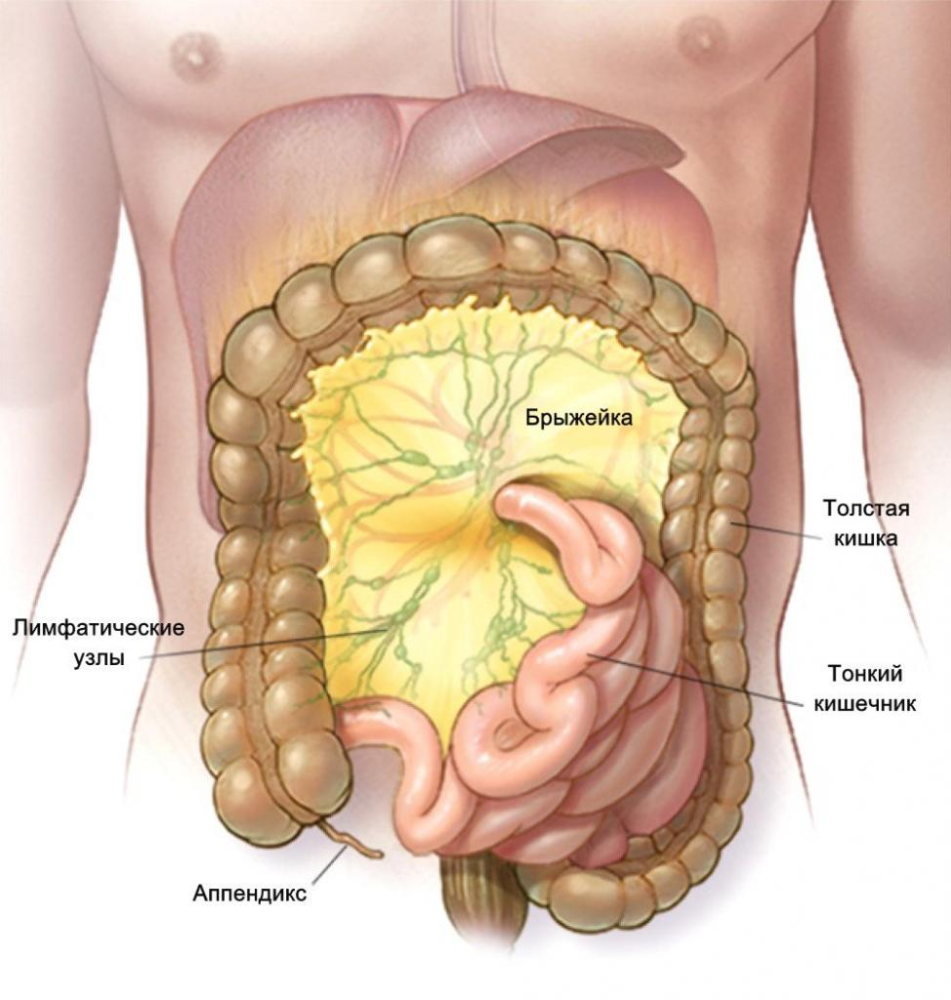 Брыжейка
Толстая
кишка
Лимфатические
узлы
Тонкий
кишечник
Аппендикс